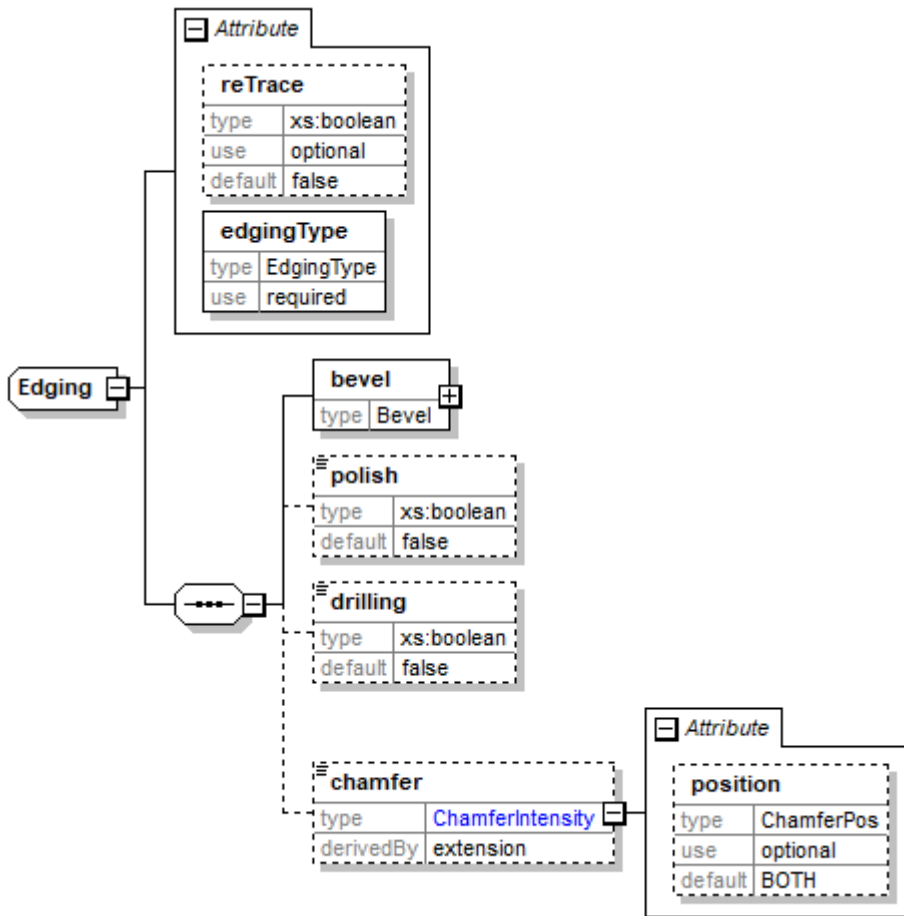 Attribute
reTrace
type xs:boolean
use optional
default false
edgingType
type EdgingType
use required
Edging
bevel
type Bevel
polish
type xs:boolean
default false
drilling
type xs:boolean
default false
Attribute
chamfer
type ChamferIntensity
derivedBy extension
position
type ChamferPos
use optional
default BOTH